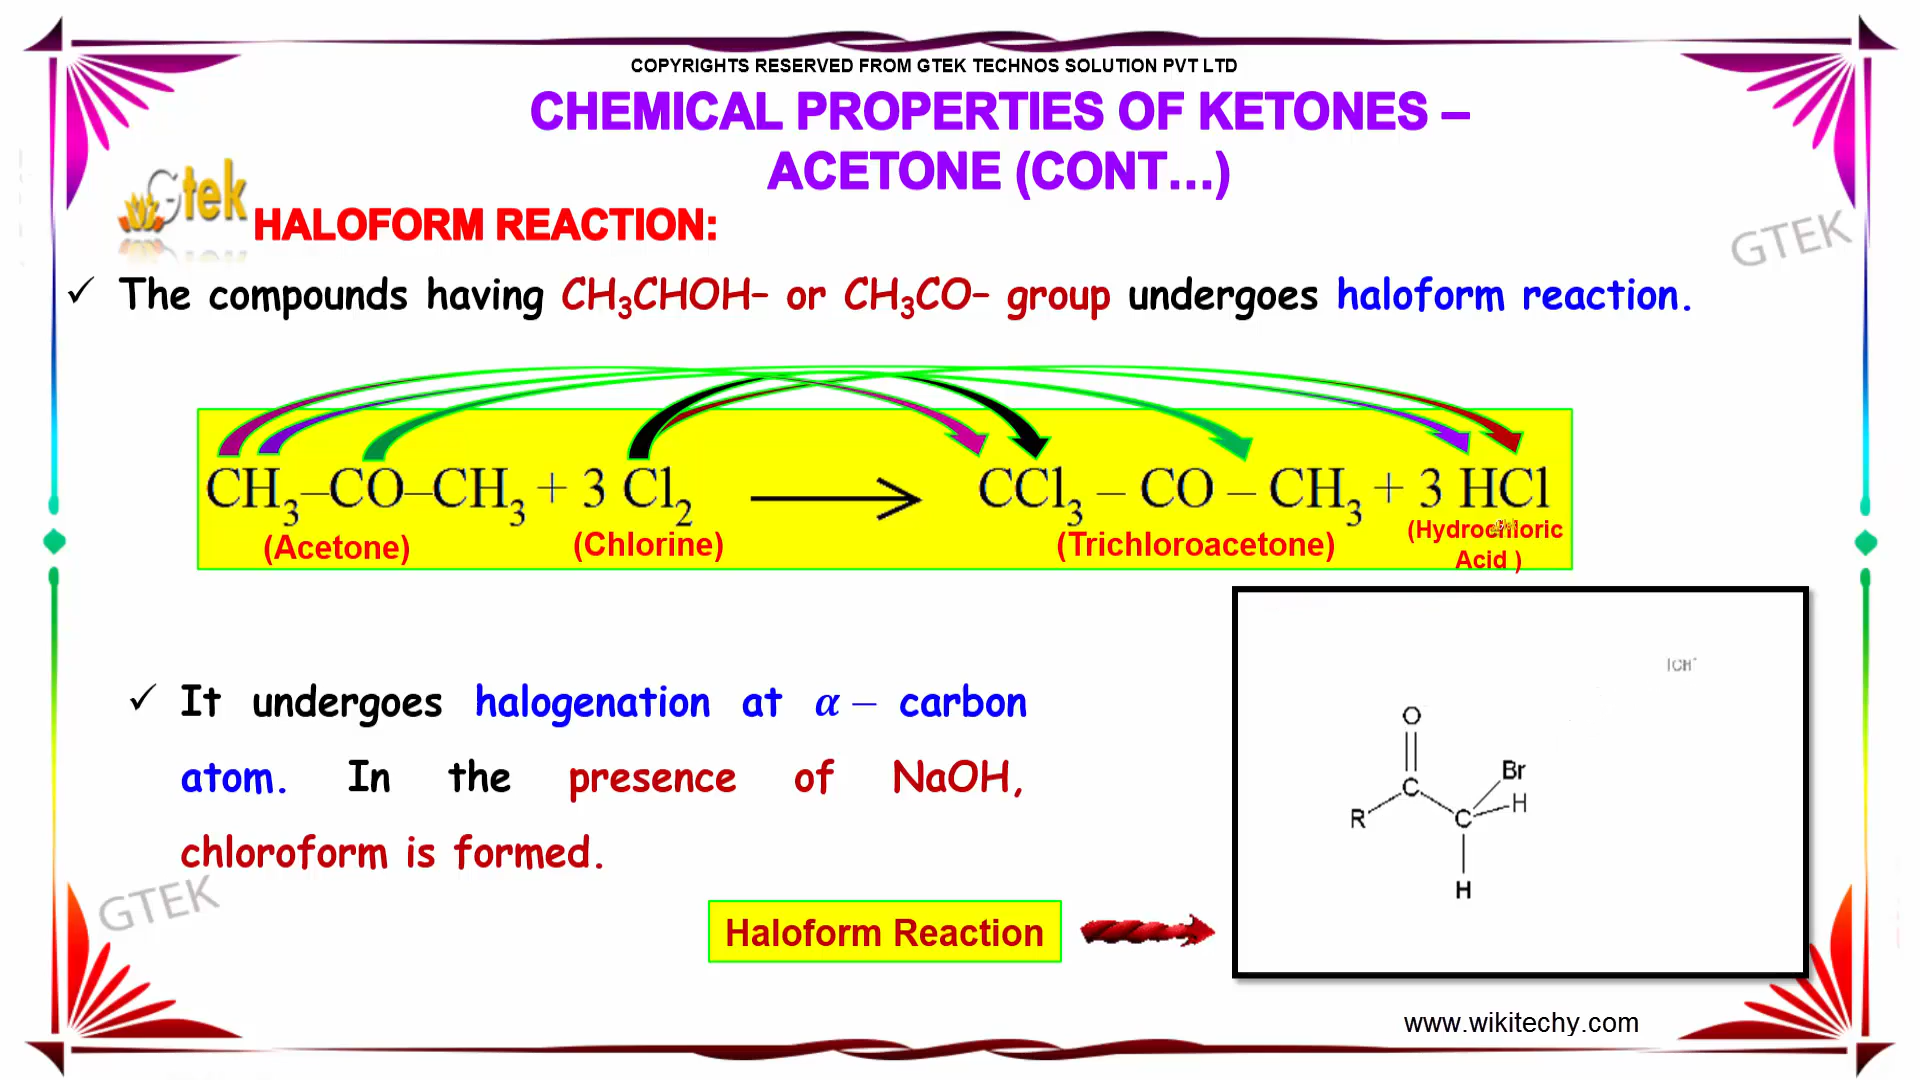 COPYRIGHTS RESERVED FROM GTEK TECHNOS SOLUTION PVT LTD
CHEMICAL PROPERTIES OF KETONES –
ACETONE (CONT...)
Gtek
HALOFORM REACTION:
GTEK
✓ The compounds having CH₃CHOH– or CH₃CO– group undergoes haloform reaction.
CH₃–CO–CH₃ + 3 Cl₂ → CCl₃ – CO – CH₃ + 3 HCl
(Acetone) (Chlorine) (Trichloroacetone) (Hydrochloric
Acid )
✓ It undergoes halogenation at α – carbon
atom. In the presence of NaOH,
chloroform is formed.
O
Br
C
H
R
C
H
GTEK
Haloform Reaction
www.wikitechy.com